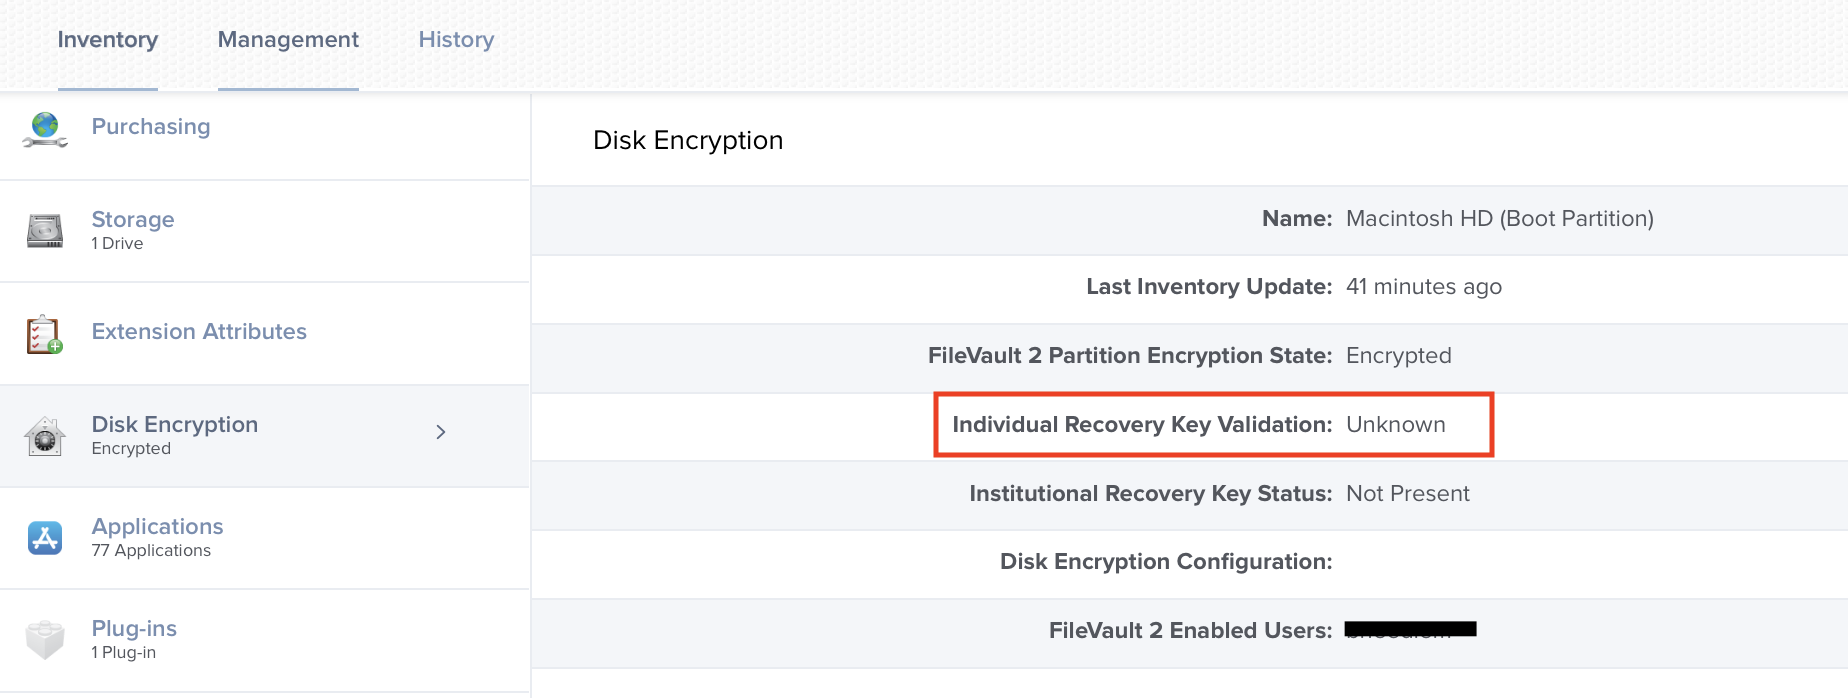 Inventory Management History
Purchasing
Storage
1 Drive
Extension Attributes
Disk Encryption
Encrypted
Applications
77 Applications
Plug-ins
1 Plug-in
Disk Encryption
Name: Macintosh HD (Boot Partition)
Last Inventory Update: 41 minutes ago
FileVault 2 Partition Encryption State: Encrypted
Individual Recovery Key Validation: Unknown
Institutional Recovery Key Status: Not Present
Disk Encryption Configuration:
FileVault 2 Enabled Users: